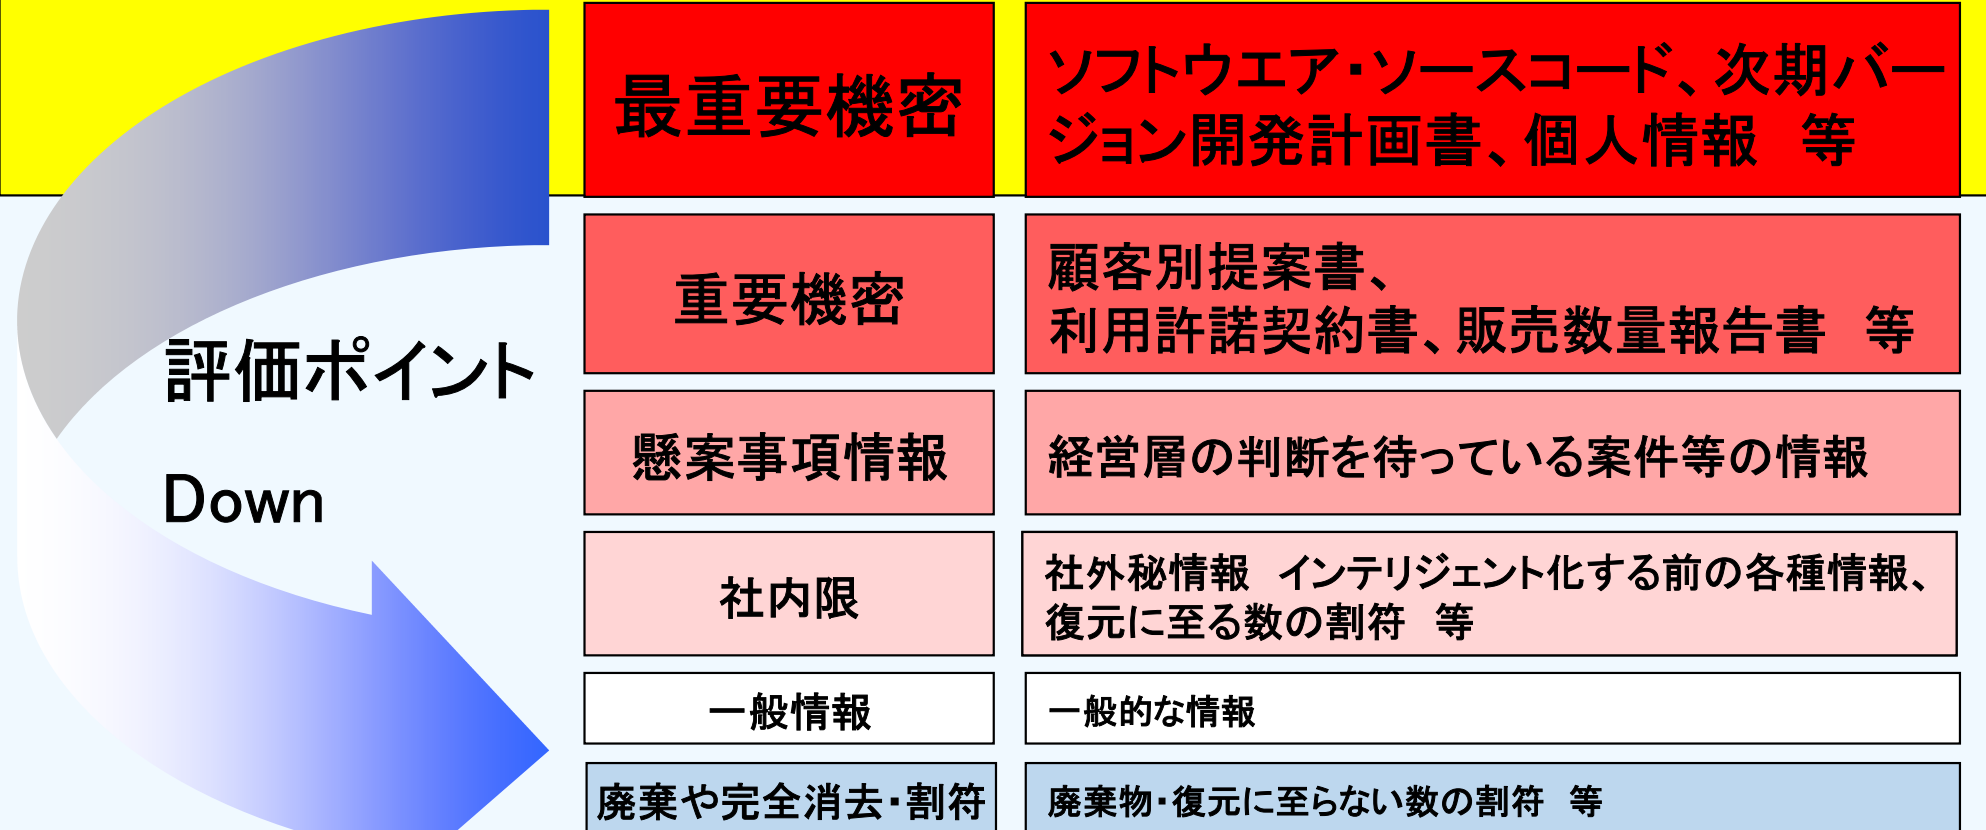 評価ポイント
Down
最重要機密
ソフトウエア・ソースコード、次期バー
ジョン開発計画書、個人情報　等
重要機密
顧客別提案書、
利用許諾契約書、販売数量報告書　等
懸案事項情報
経営層の判断を待っている案件等の情報
社内限
社外秘情報　インテリジェント化する前の各種情報、
復元に至る数の割符　等
一般情報
一般的な情報
廃棄や完全消去・割符
廃棄物・復元に至らない数の割符　等